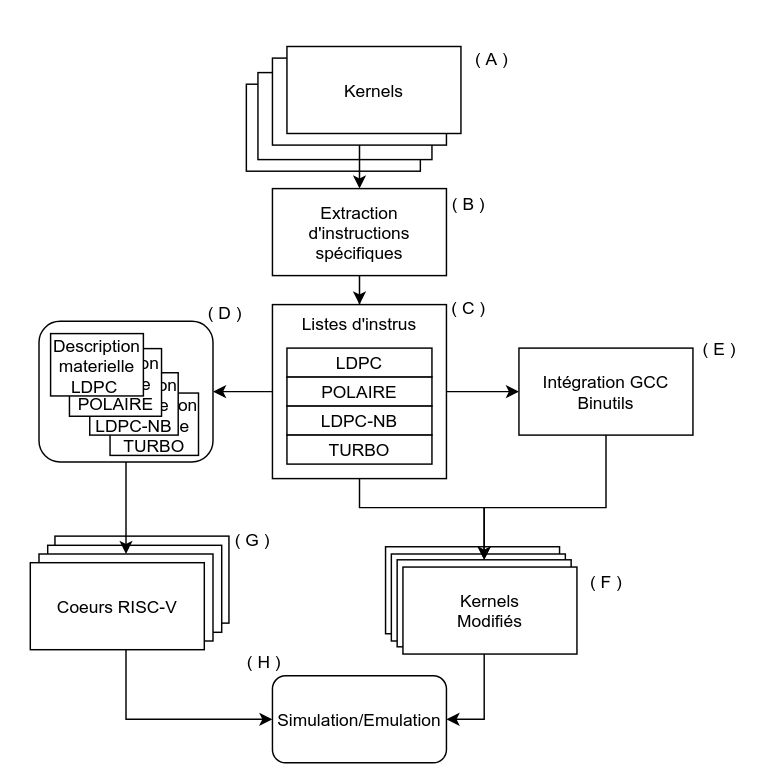 ( A )
Kernels
( B )
Extraction
d'instructions
spécifiques
( C )
Listes d'instrus
LDPC
POLAIRE
LDPC-NB
TURBO
( D )
Description
materielle
LDPC
on
e
POLAIRE
on
e
LDPC-NB
on
e
TURBO
( E )
Intégration GCC
Binutils
( G )
Coeurs RISC-V
( F )
Kernels
Modifiés
( H )
Simulation/Emulation